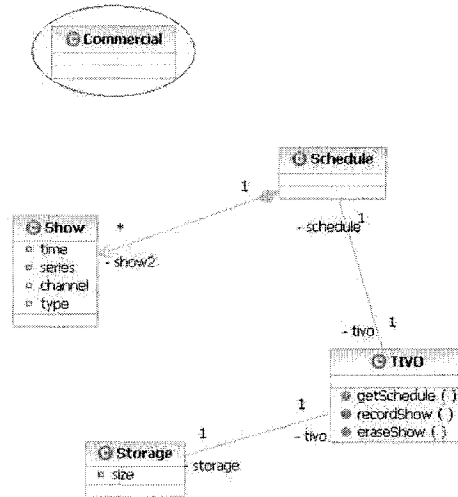 Commercial
Schedule
1
- schedule 1
Show
*
time
- show2
series
channel
type
- tivo 1
TIVO
getSchedule ( )
recordShow ( )
eraseShow ( )
1
- tivo
1
Storage
- storage
size